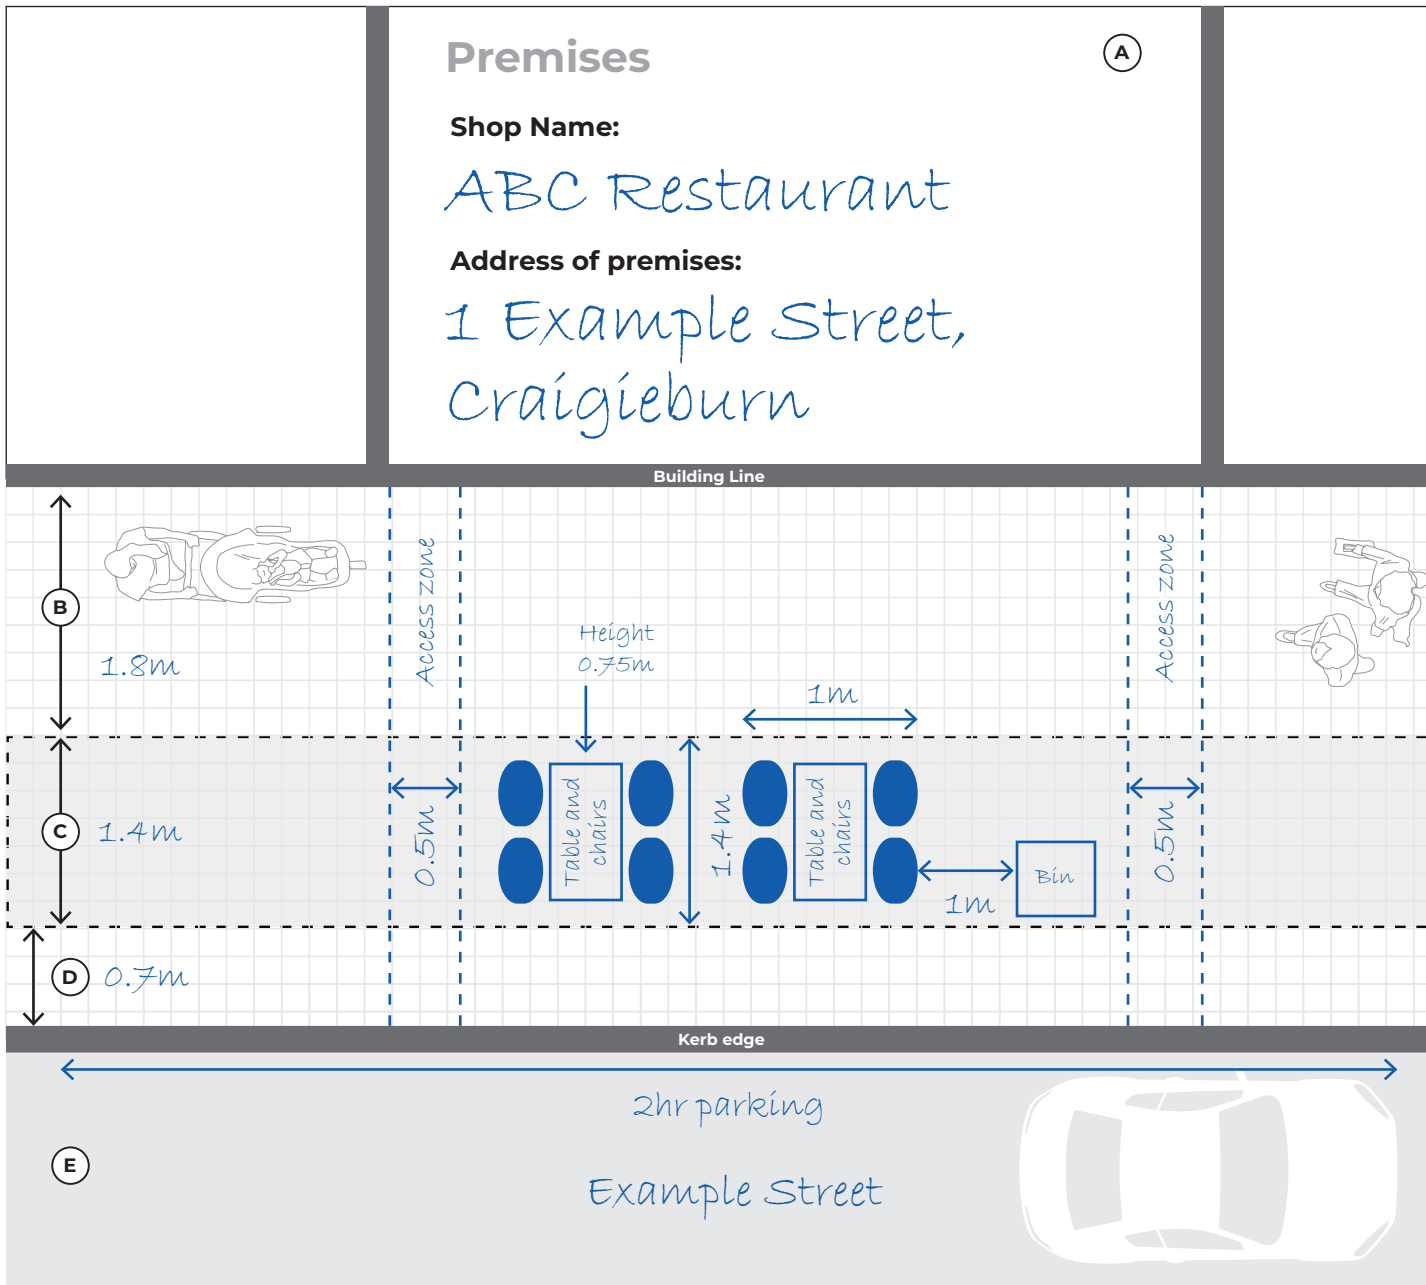 Premises
A
Shop Name:
ABC Restaurant
Address of premises:
1 Example Street,
Craigieburn
Building Line
B
1.8m
Access zone
Height
0.75m
1m
Access zone
C
1.4m
0.5m
Table and
chairs
1.4m
Table and
chairs
1m
Bin
0.5m
D
0.7m
Kerb edge
2hr parking
E
Example Street